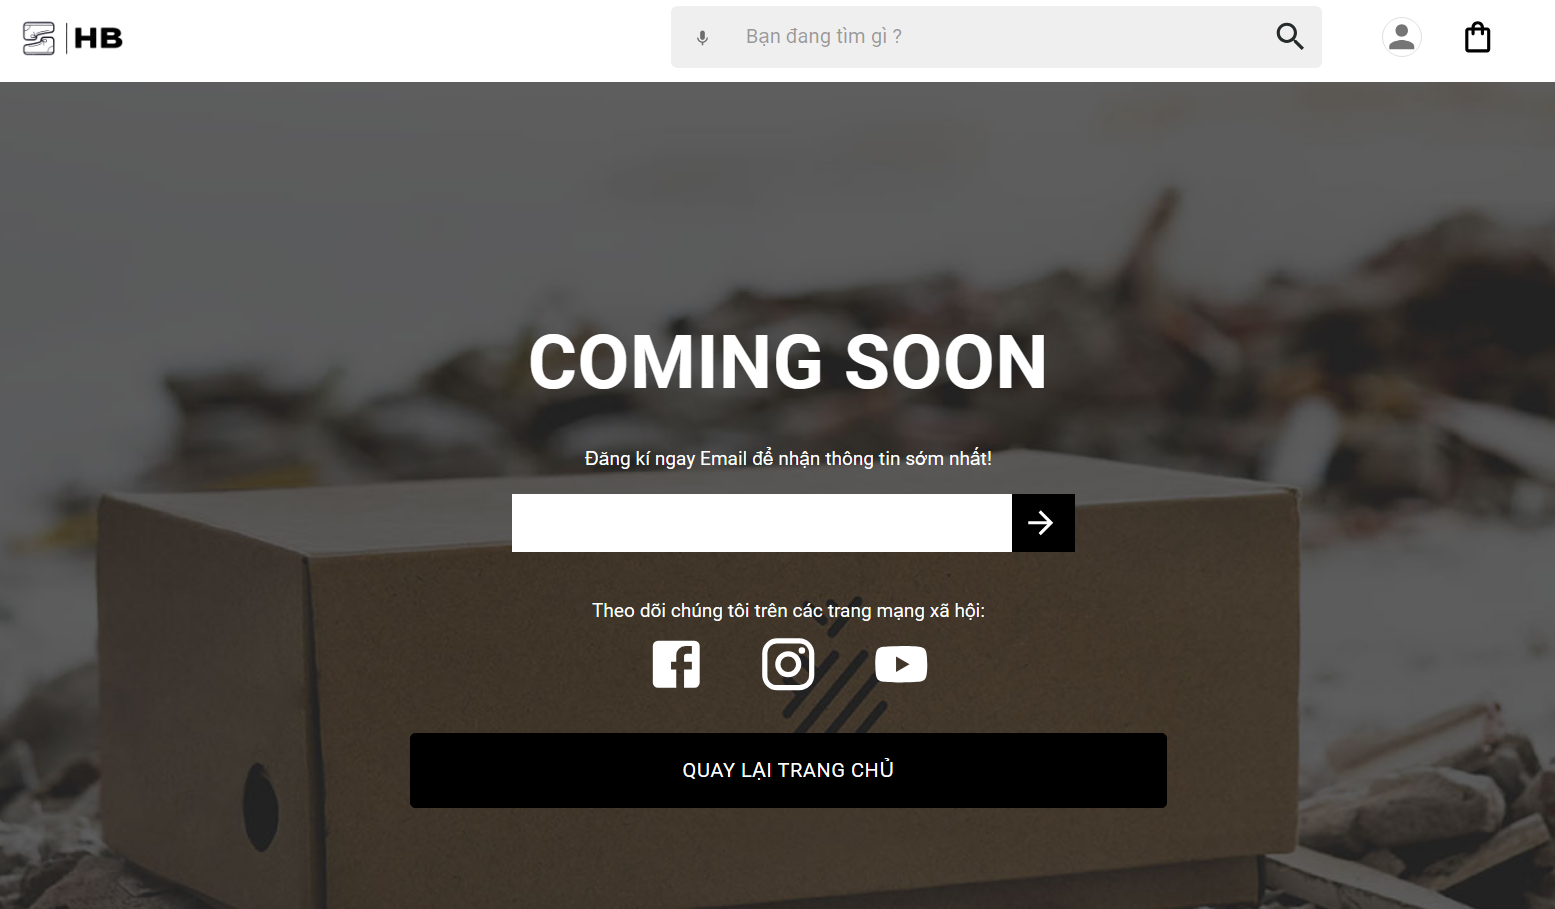 HB
Bạn đang tìm gì ?
COMING SOON
Đăng kí ngay Email để nhận thông tin sớm nhất!
Theo dõi chúng tôi trên các trang mạng xã hội:
QUAY LẠI TRANG CHỦ